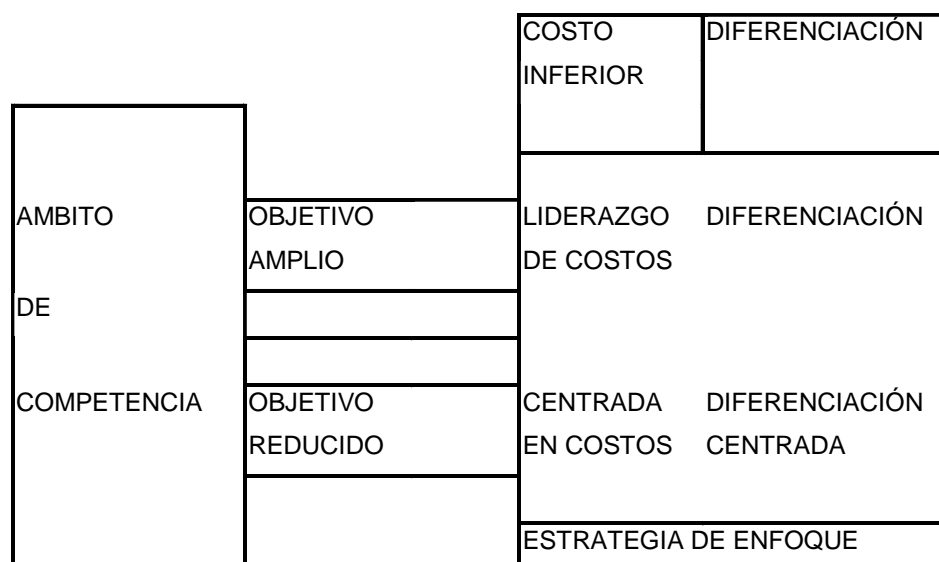 COSTO DIFERENCIACIÓN
INFERIOR
AMBITO OBJETIVO LIDERAZGO DIFERENCIACIÓN
AMPLIO DE COSTOS
DE
COMPETENCIA OBJETIVO CENTRADA DIFERENCIACIÓN
REDUCIDO EN COSTOS CENTRADA
ESTRATEGIA DE ENFOQUE